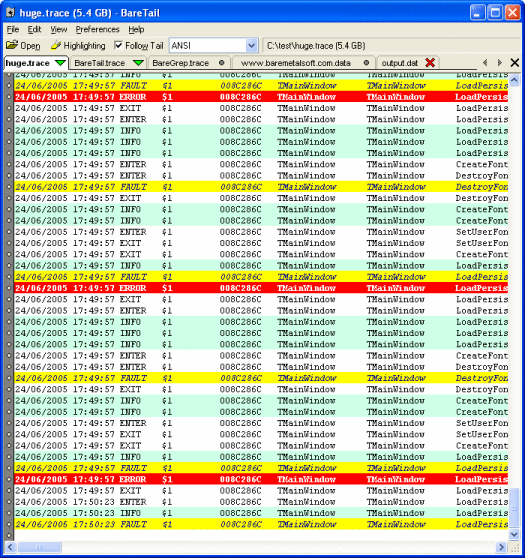 huge.trace (5.4 GB) - BareTail
File Edit View Preferences Help
Open Highlighting Follow Tail ANSI C:\test\huge.trace (5.4 GB)
huge.trace BareTail.trace BareGrep.trace www.baremetalsoft.com.data output.dat
24/06/2005 17:49:57 INFO $1 008C286C TMainWindow TMainWindow LoadPersis
24/06/2005 17:49:57 FAULT $1 008C286C TMainWindow TMainWindow LoadPersis
24/06/2005 17:49:57 ERROR $1 008C286C TMainWindow TMainWindow LoadPersis
24/06/2005 17:49:57 EXIT $1 008C286C TMainWindow TMainWindow LoadPersis
24/06/2005 17:49:57 ENTER $1 008C286C TMainWindow TMainWindow LoadPersis
24/06/2005 17:49:57 INFO $1 008C286C TMainWindow TMainWindow LoadPersis
24/06/2005 17:49:57 INFO $1 008C286C TMainWindow TMainWindow LoadPersis
24/06/2005 17:49:57 INFO $1 008C286C TMainWindow TMainWindow LoadPersis
24/06/2005 17:49:57 ENTER $1 008C286C TMainWindow TMainWindow CreateFont
24/06/2005 17:49:57 ENTER $1 008C286C TMainWindow TMainWindow DestroyFon
24/06/2005 17:49:57 FAULT $1 008C286C TMainWindow TMainWindow DestroyFon
24/06/2005 17:49:57 EXIT $1 008C286C TMainWindow TMainWindow DestroyFon
24/06/2005 17:49:57 INFO $1 008C286C TMainWindow TMainWindow CreateFont
24/06/2005 17:49:57 INFO $1 008C286C TMainWindow TMainWindow CreateFont
24/06/2005 17:49:57 ENTER $1 008C286C TMainWindow TMainWindow SetUserFon
24/06/2005 17:49:57 EXIT $1 008C286C TMainWindow TMainWindow SetUserFon
24/06/2005 17:49:57 EXIT $1 008C286C TMainWindow TMainWindow CreateFont
24/06/2005 17:49:57 INFO $1 008C286C TMainWindow TMainWindow LoadPersis
24/06/2005 17:49:57 FAULT $1 008C286C TMainWindow TMainWindow LoadPersis
24/06/2005 17:49:57 ERROR $1 008C286C TMainWindow TMainWindow LoadPersis
24/06/2005 17:49:57 EXIT $1 008C286C TMainWindow TMainWindow LoadPersis
24/06/2005 17:49:57 ENTER $1 008C286C TMainWindow TMainWindow LoadPersis
24/06/2005 17:49:57 INFO $1 008C286C TMainWindow TMainWindow LoadPersis
24/06/2005 17:49:57 INFO $1 008C286C TMainWindow TMainWindow LoadPersis
24/06/2005 17:49:57 INFO $1 008C286C TMainWindow TMainWindow LoadPersis
24/06/2005 17:49:57 ENTER $1 008C286C TMainWindow TMainWindow CreateFont
24/06/2005 17:49:57 ENTER $1 008C286C TMainWindow TMainWindow DestroyFon
24/06/2005 17:49:57 FAULT $1 008C286C TMainWindow TMainWindow DestroyFon
24/06/2005 17:49:57 EXIT $1 008C286C TMainWindow TMainWindow DestroyFon
24/06/2005 17:49:57 INFO $1 008C286C TMainWindow TMainWindow CreateFont
24/06/2005 17:49:57 INFO $1 008C286C TMainWindow TMainWindow CreateFont
24/06/2005 17:49:57 ENTER $1 008C286C TMainWindow TMainWindow SetUserFon
24/06/2005 17:49:57 EXIT $1 008C286C TMainWindow TMainWindow SetUserFon
24/06/2005 17:49:57 EXIT $1 008C286C TMainWindow TMainWindow CreateFont
24/06/2005 17:49:57 INFO $1 008C286C TMainWindow TMainWindow LoadPersis
24/06/2005 17:49:57 FAULT $1 008C286C TMainWindow TMainWindow LoadPersis
24/06/2005 17:49:57 ERROR $1 008C286C TMainWindow TMainWindow LoadPersis
24/06/2005 17:49:57 EXIT $1 008C286C TMainWindow TMainWindow LoadPersis
24/06/2005 17:50:23 ENTER $1 008C286C TMainWindow TMainWindow LoadPersis
24/06/2005 17:50:23 INFO $1 008C286C TMainWindow TMainWindow LoadPersis
24/06/2005 17:50:23 FAULT $1 008C286C TMainWindow TMainWindow LoadPersis